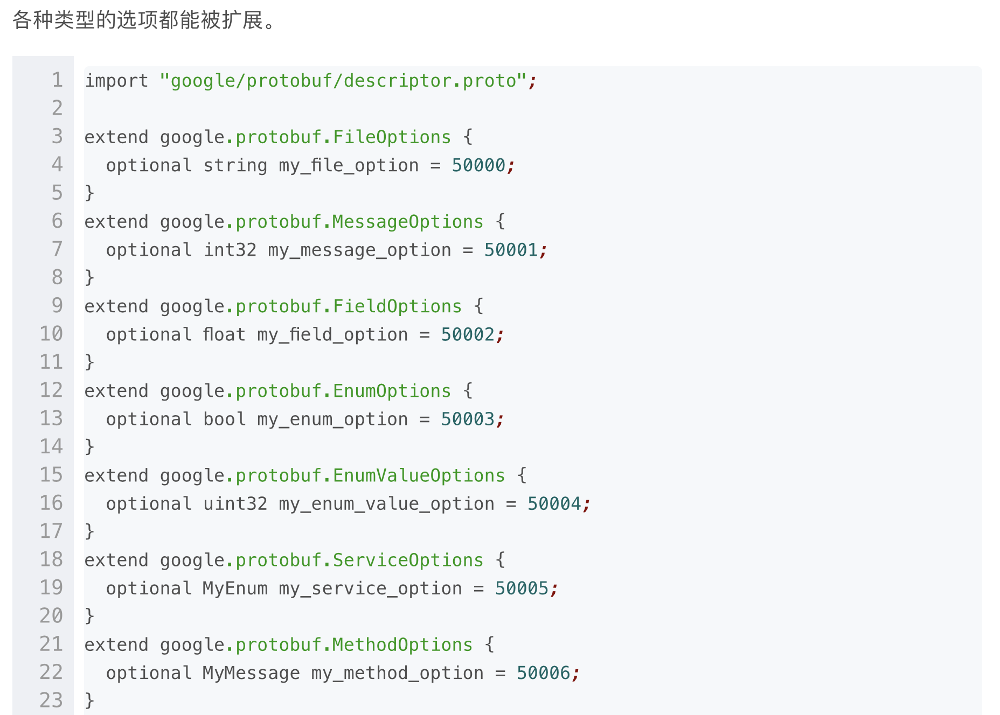 各种类型的选项都能被扩展。
1 import "google/protobuf/descriptor.proto";
2
3 extend google.protobuf.FileOptions {
4   optional string my_file_option = 50000;
5 }
6 extend google.protobuf.MessageOptions {
7   optional int32 my_message_option = 50001;
8 }
9 extend google.protobuf.FieldOptions {
10   optional float my_field_option = 50002;
11 }
12 extend google.protobuf.EnumOptions {
13   optional bool my_enum_option = 50003;
14 }
15 extend google.protobuf.EnumValueOptions {
16   optional uint32 my_enum_value_option = 50004;
17 }
18 extend google.protobuf.ServiceOptions {
19   optional MyEnum my_service_option = 50005;
20 }
21 extend google.protobuf.MethodOptions {
22   optional MyMessage my_method_option = 50006;
23 }